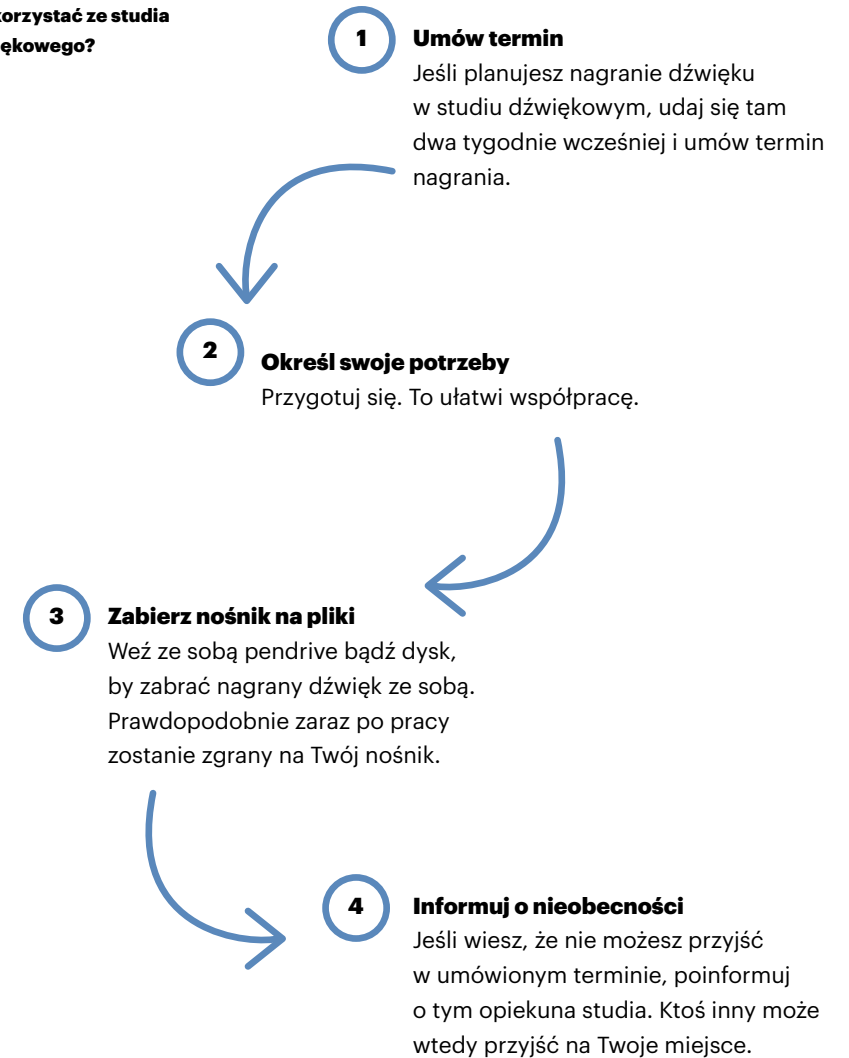 korzystać ze studia
iękowego?
1
Umów termin
Jeśli planujesz nagranie dźwięku
w studiu dźwiękowym, udaj się tam
dwa tygodnie wcześniej i umów termin
nagrania.
2
Określ swoje potrzeby
Przygotuj się. To ułatwi współpracę.
3
Zabierz nośnik na pliki
Weź ze sobą pendrive bądź dysk,
by zabrać nagrany dźwięk ze sobą.
Prawdopodobnie zaraz po pracy
zostanie zgrany na Twój nośnik.
4
Informuj o nieobecności
Jeśli wiesz, że nie możesz przyjść
w umówionym terminie, poinformuj
o tym opiekuna studia. Ktoś inny może
wtedy przyjść na Twoje miejsce.